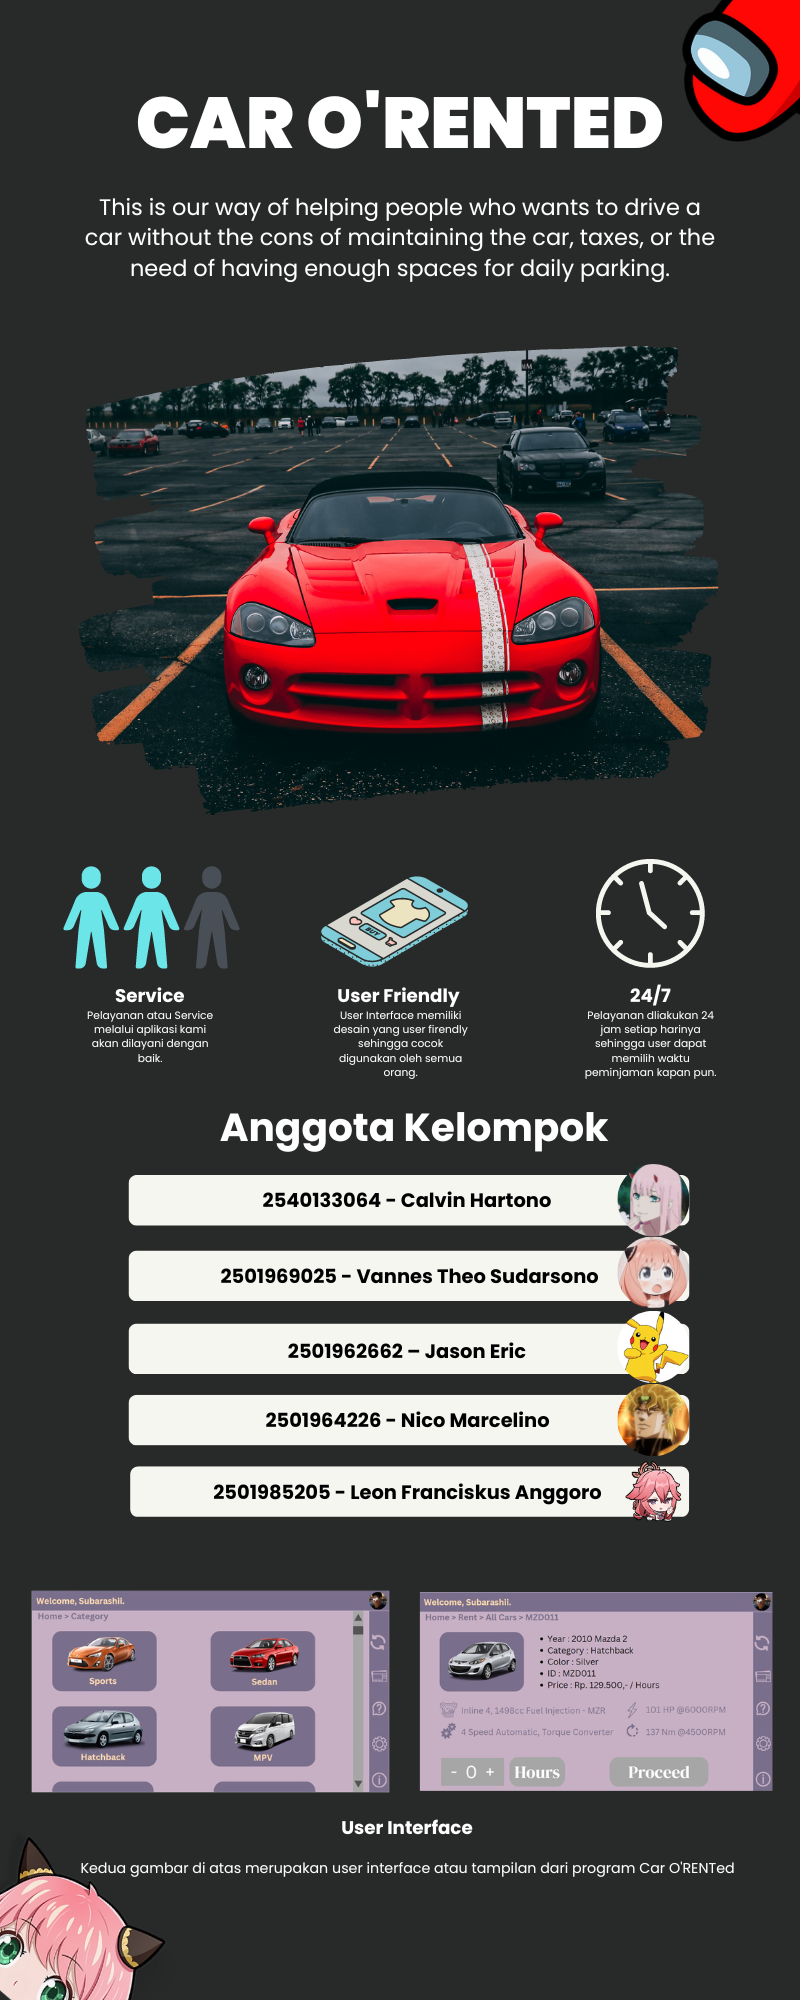 CAR O'RENTED
This is our way of helping people who wants to drive a
car without the cons of maintaining the car, taxes, or the
need of having enough spaces for daily parking.
BUY
Service
Pelayanan atau Service
melalui aplikasi kami
akan dilayani dengan
baik.
User Friendly
User Interface memiliki
desain yang user firendly
sehingga cocok
digunakan oleh semua
orang.
24/7
Pelayanan dliakukan 24
jam setiap harinya
sehingga user dapat
memilih waktu
peminjaman kapan pun.
Anggota Kelompok
2540133064 - Calvin Hartono
2501969025 - Vannes Theo Sudarsono
2501962662 – Jason Eric
2501964226 - Nico Marcelino
2501985205 - Leon Franciskus Anggoro
Welcome, Subarashii.
Home > Category
Sports
Sedan
Hatchback
MPV
Welcome, Subarashii.
Home > Rent > All Cars > MZD011
• Year : 2010 Mazda 2
• Category : Hatchback
• Color : Silver
• ID : MZD011
• Price : Rp. 129.500,- / Hours
Inline 4, 1498cc Fuel Injection - MZR
101 HP @6000RPM
4 Speed Automatic, Torque Converter
137 Nm @4500RPM
- 0 +
Hours
Proceed
User Interface
Kedua gambar di atas merupakan user interface atau tampilan dari program Car O'RENTed